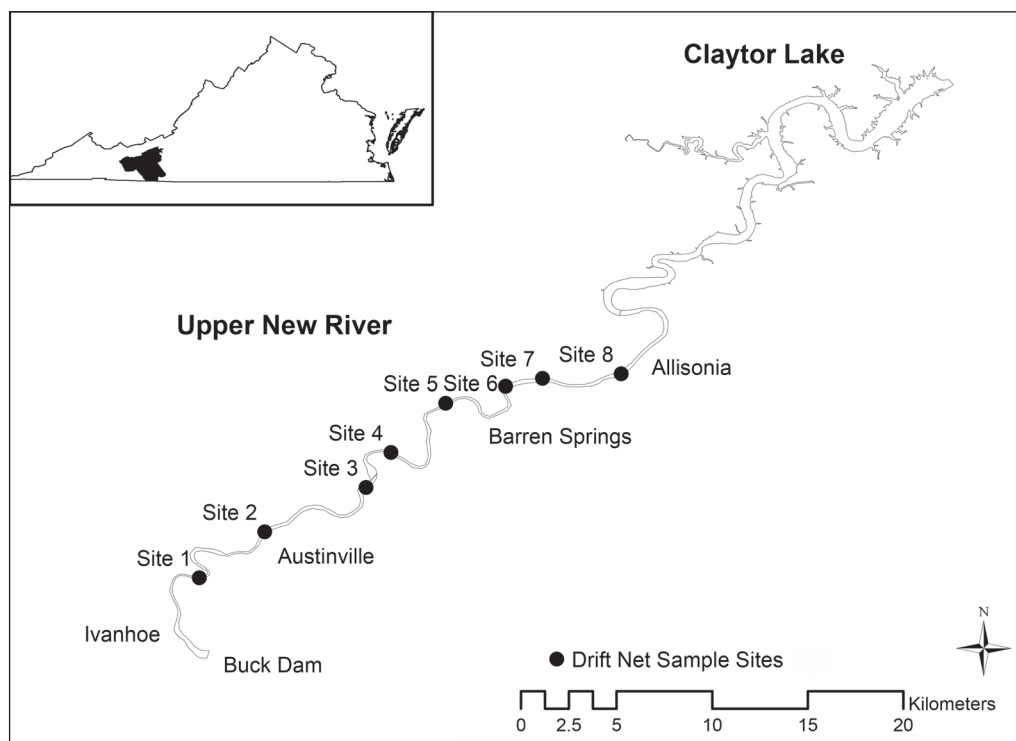 Claytor Lake
Upper New River
Site 7
Site 8
Allisonia
Site 5
Site 6
Barren Springs
Site 4
Site 3
Site 2
Austinville
Site 1
Ivanhoe
Buck Dam
N
Drift Net Sample Sites
Kilometers
0 2.5 5 10 15 20